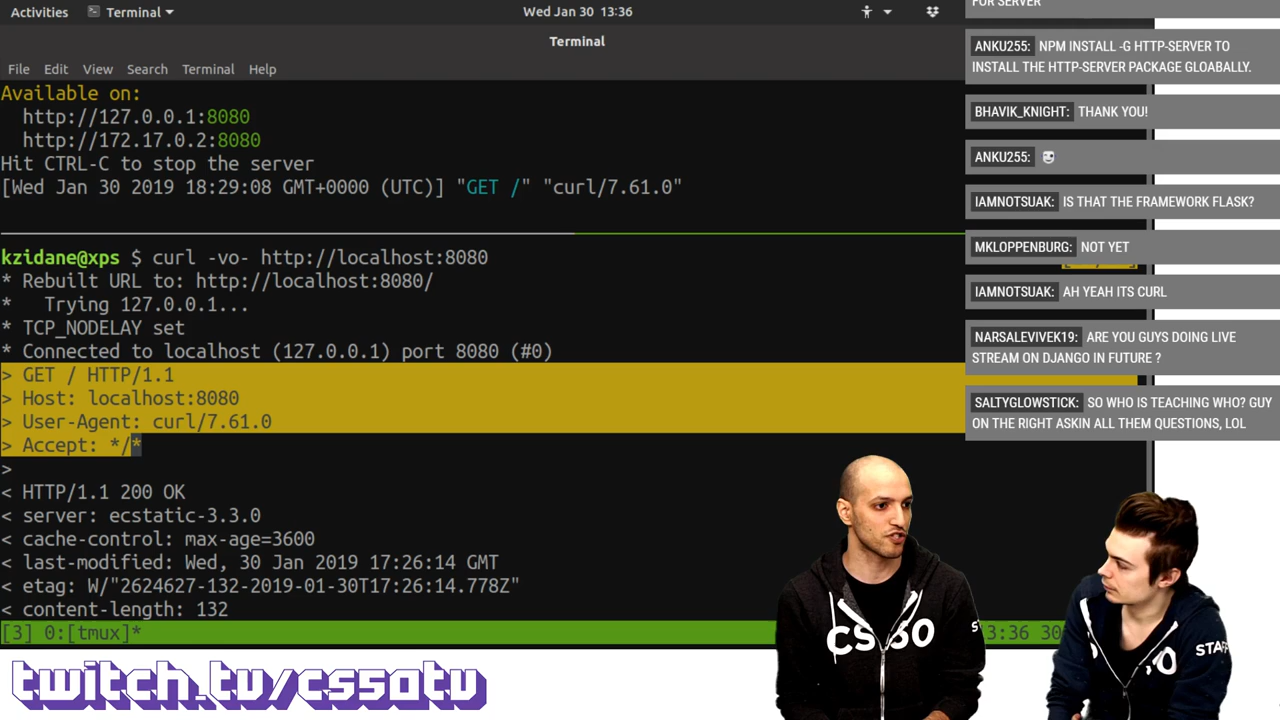 Activities
Terminal
Wed Jan 30 13:36
Terminal
File Edit View Search Terminal Help
Available on:
http://127.0.0.1:8080
http://172.17.0.2:8080
Hit CTRL-C to stop the server
[Wed Jan 30 2019 18:29:08 GMT+0000 (UTC)] "GET /" "curl/7.61.0"
kzidane@xps $ curl -vo- http://localhost:8080
* Rebuilt URL to: http://localhost:8080/
*   Trying 127.0.0.1...
* TCP_NODELAY set
* Connected to localhost (127.0.0.1) port 8080 (#0)
> GET / HTTP/1.1
> Host: localhost:8080
> User-Agent: curl/7.61.0
> Accept: */*
>
< HTTP/1.1 200 OK
< server: ecstatic-3.3.0
< cache-control: max-age=3600
< last-modified: Wed, 30 Jan 2019 17:26:14 GMT
< etag: W/"2624627-132-2019-01-30T17:26:14.778Z"
< content-length: 132
[3] 0:[tmux]*
3:36 30
FOR SERVER
ANKU255: NPM INSTALL -G HTTP-SERVER TO
INSTALL THE HTTP-SERVER PACKAGE GLOABALLY.
BHAVIK_KNIGHT: THANK YOU!
ANKU255:
IAMNOTSUAK: IS THAT THE FRAMEWORK FLASK?
MKLOPPENBURG: NOT YET
IAMNOTSUAK: AH YEAH ITS CURL
NARSALEVIVEK19: ARE YOU GUYS DOING LIVE
STREAM ON DJANGO IN FUTURE ?
SALTYGLOWSTICK: SO WHO IS TEACHING WHO? GUY
ON THE RIGHT ASKIN ALL THEM QUESTIONS, LOL
CS50
STAFF
twitch.tv/cs50tv